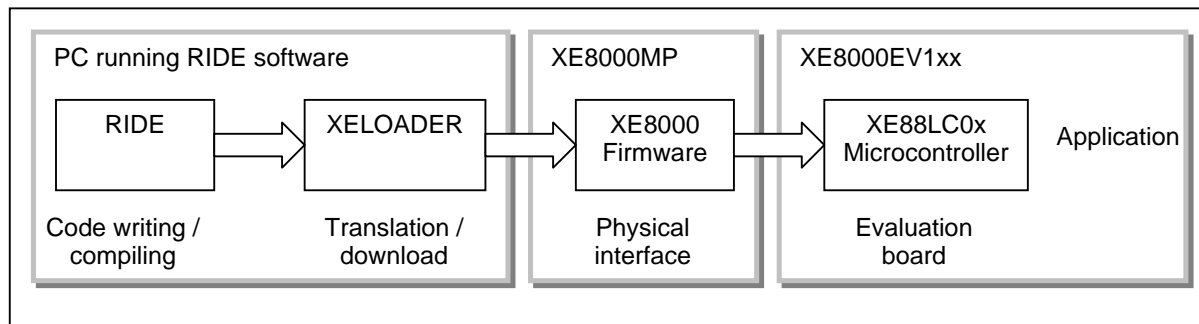 PC running RIDE software
RIDE
XELOADER
Code writing /
compiling
Translation /
download
XE8000MP
XE8000
Firmware
Physical
interface
XE8000EV1xx
XE88LC0x
Microcontroller
Application
Evaluation
board